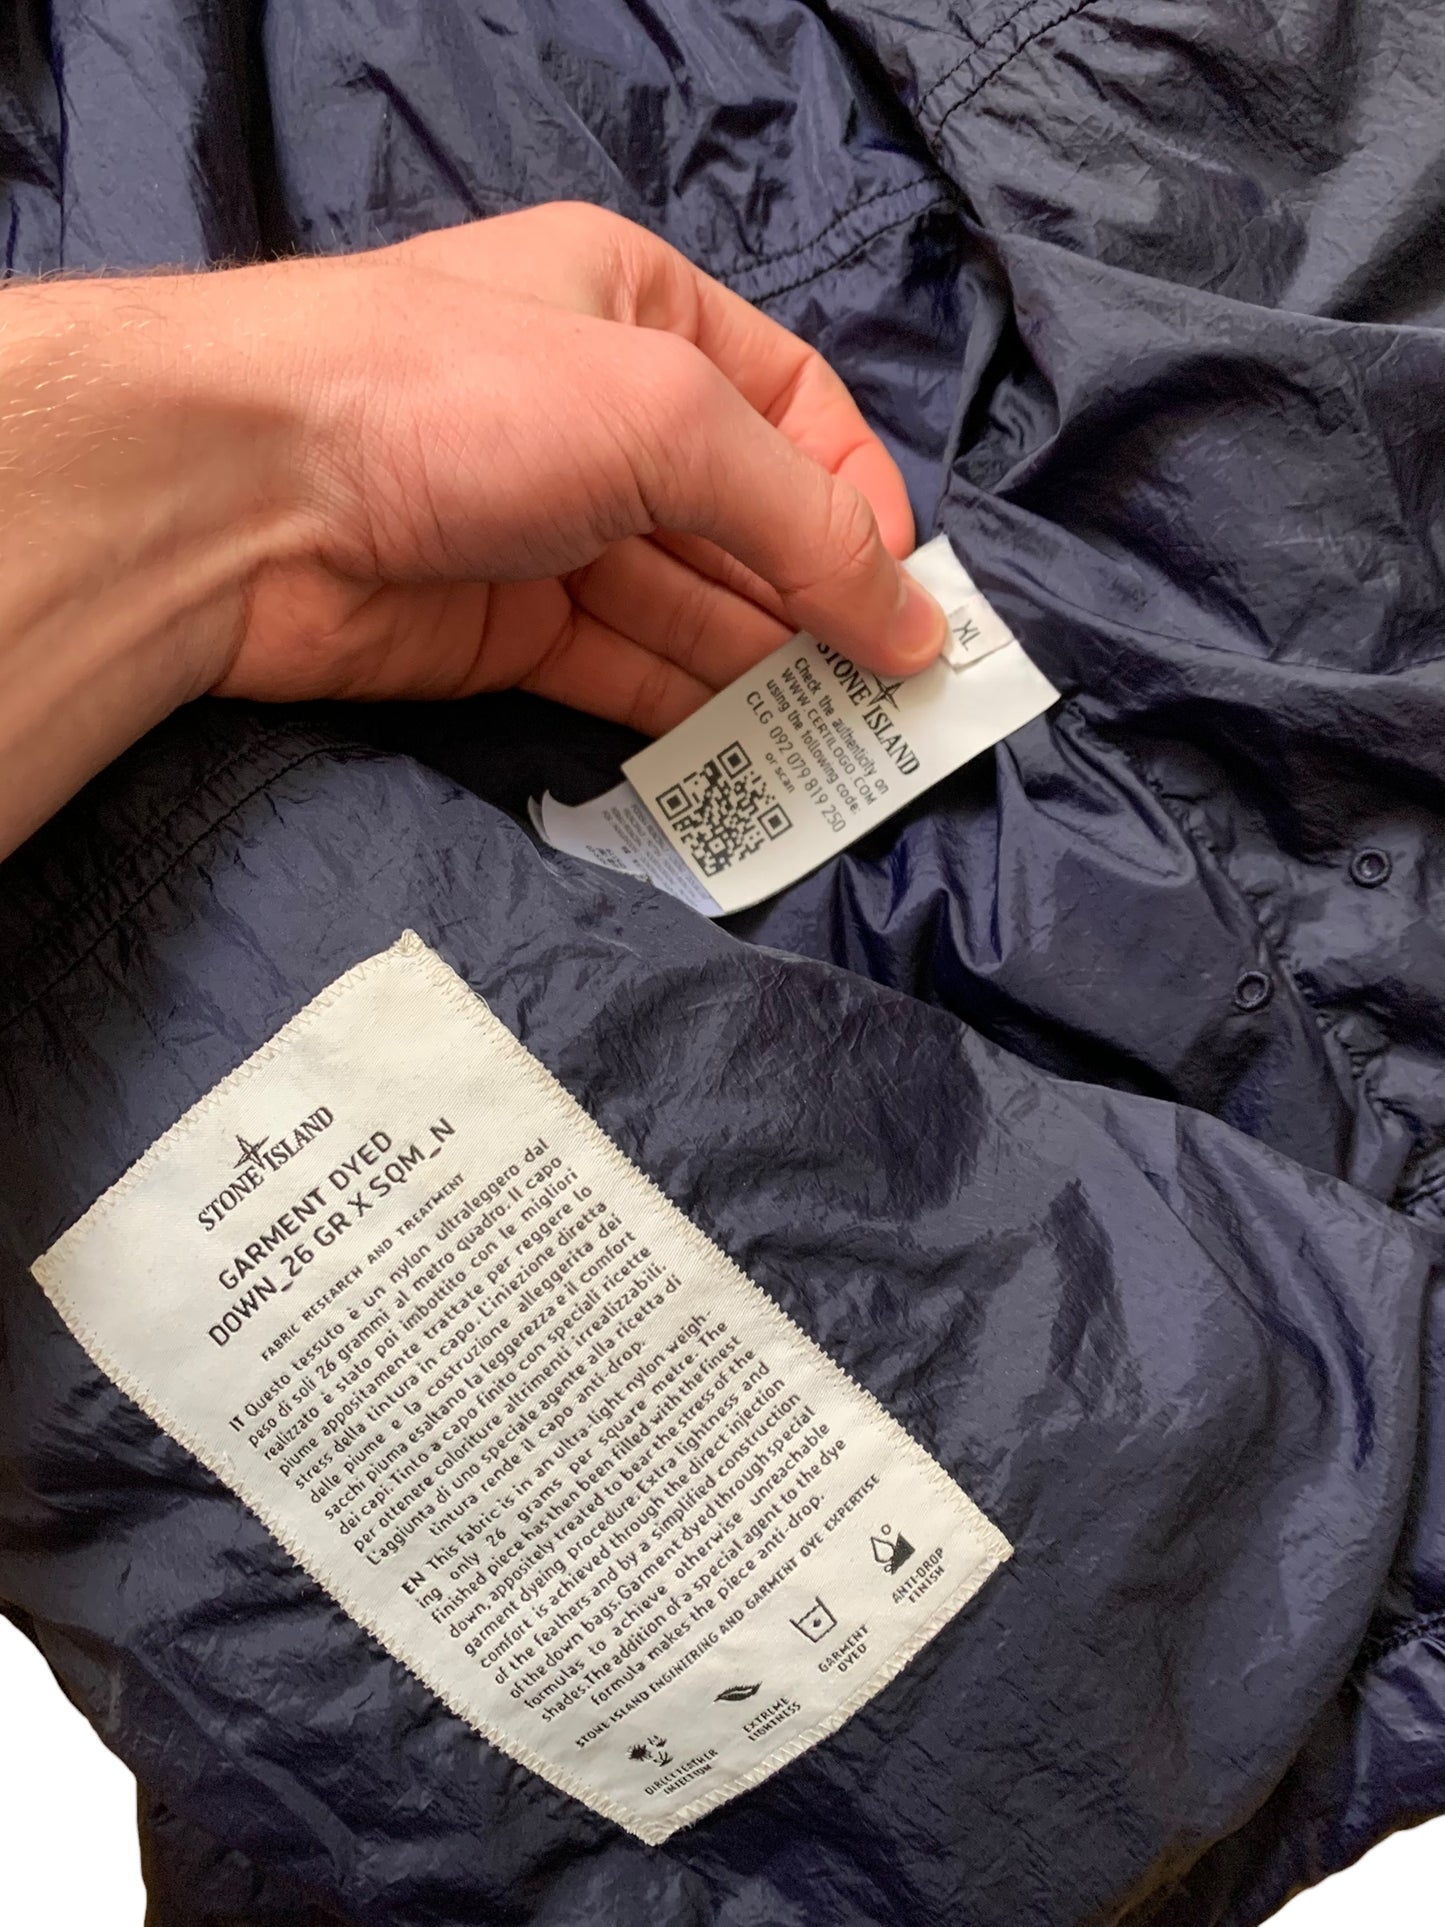 XL
STONE ISLAND
Check the authenticity on
WWW.CERTILOGO.COM
using the following code:
CLG 092 079 819 250
or scan
STONE ISLAND
GARMENT DYED
DOWN_26 GR X SQM_N
FABRIC RESEARCH AND TREATMENT
IT Questo tessuto è un nylon ultraleggero dal
peso di soli 26 grammi al metro quadro. Il capo
realizzato è stato poi imbottito con le migliori
piume appositamente trattate per reggere lo
stress della tintura in capo. L'iniezione diretta
delle piume e la costruzione alleggerita dei
sacchi piuma esaltano la leggerezza e il comfort
dei capi. Tinto a capo finito con speciali ricette
per ottenere coloriture altrimenti irrealizzabili.
L'aggiunta di uno speciale agente alla ricetta di
tintura rende il capo anti-drop.
EN This fabric is in an ultra-light nylon weigh-
ing only 26 grams per square metre. The
finished piece has then been filled with the finest
down, appositely treated to bear the stress of the
garment dyeing procedure. Extra lightness and
comfort is achieved through the direct injection
of the feathers and by a simplified construction
of the down bags. Garment dyed through special
formulas to achieve otherwise unreachable
shades. The addition of a special agent to the dye
formula makes the piece anti-drop.
STONE ISLAND ENGINEERING AND GARMENT DYE EXPERTISE
DIRECT FEATHER
INJECTION
EXTREME
LIGHTNESS
GARMENT
DYED
ANTI-DROP
FINISH